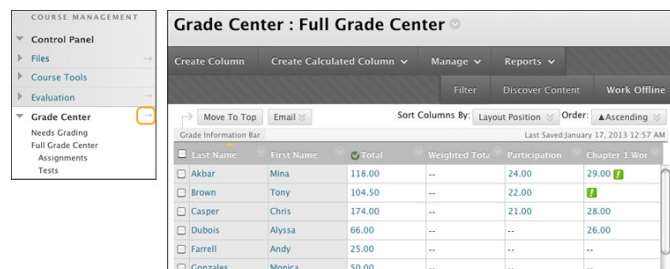 COURSE MANAGEMENT
Control Panel
Files
Course Tools
Evaluation
Grade Center
Needs Grading
Full Grade Center
Assignments
Tests
Grade Center : Full Grade Center
Create Column Create Calculated Column Manage Reports
Filter Discover Content Work Offline
Move To Top Email Sort Columns By: Layout Position Order: ▲Ascending
Grade Information Bar Last Saved:January 17, 2013 12:57 AM
Last Name First Name Total Weighted Tota Participation Chapter 1 Wor
Akbar Mina 118.00 -- 24.00 29.00 !
Brown Tony 104.50 -- 22.00 !
Casper Chris 174.00 -- 21.00 28.00
Dubois Alyssa 66.00 -- -- 26.00
Farrell Andy 25.00 -- -- --
Gonzales Monica 50.00 -- -- --